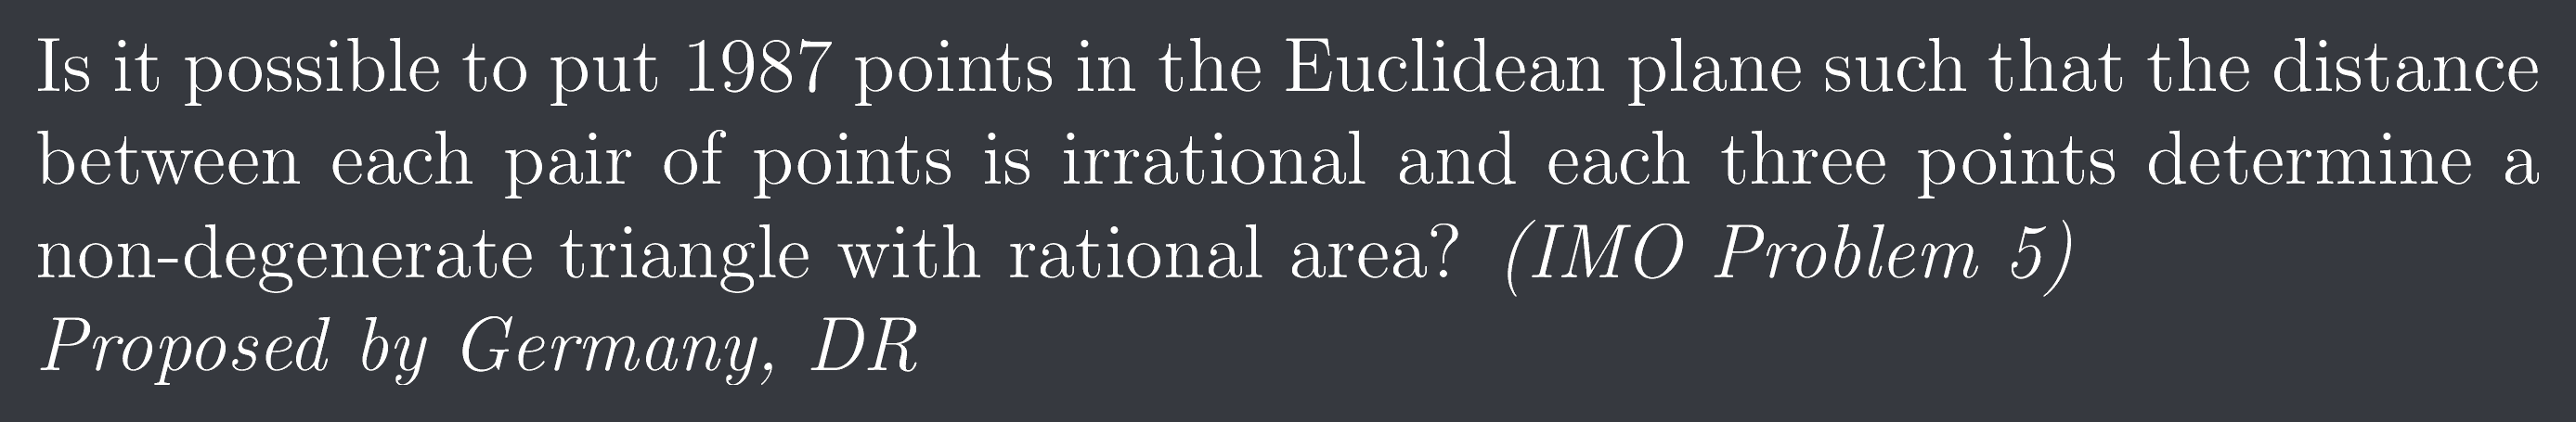 Is it possible to put 1987 points in the Euclidean plane such that the distance
between each pair of points is irrational and each three points determine a
non-degenerate triangle with rational area? (IMO Problem 5)
Proposed by Germany, DR